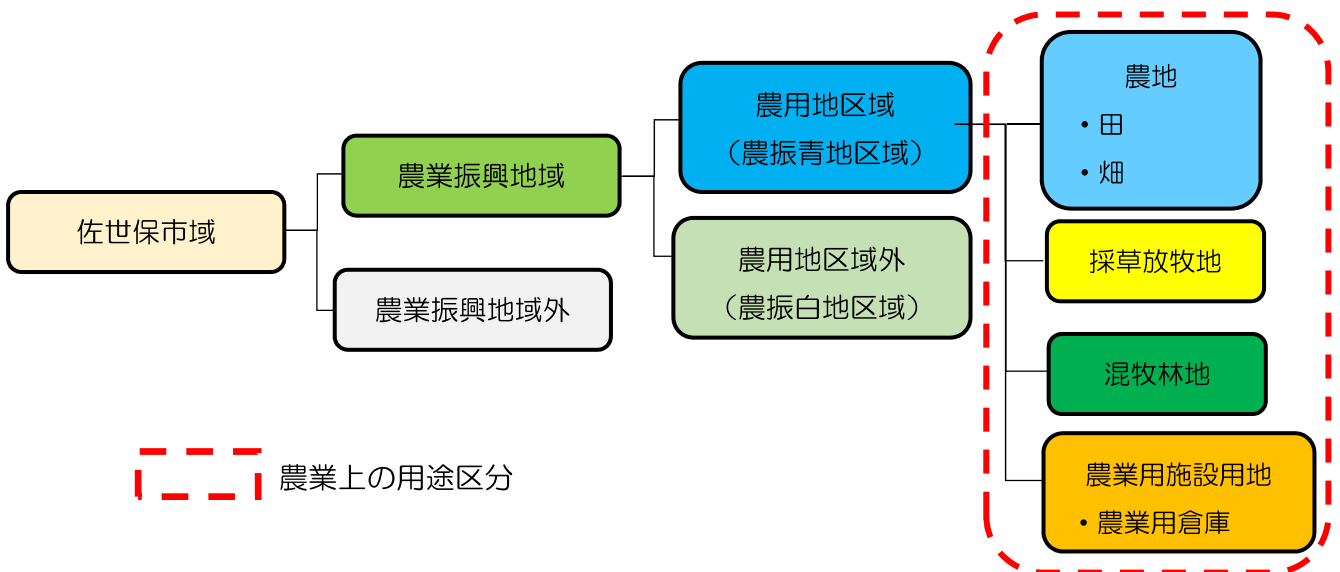 佐世保市域
農業振興地域
農業振興地域外
農用地区域
（農振青地区域）
農用地区域外
（農振白地区域）
農地
・田
・畑
採草放牧地
混牧林地
農業用施設用地
・農業用倉庫
農業上の用途区分